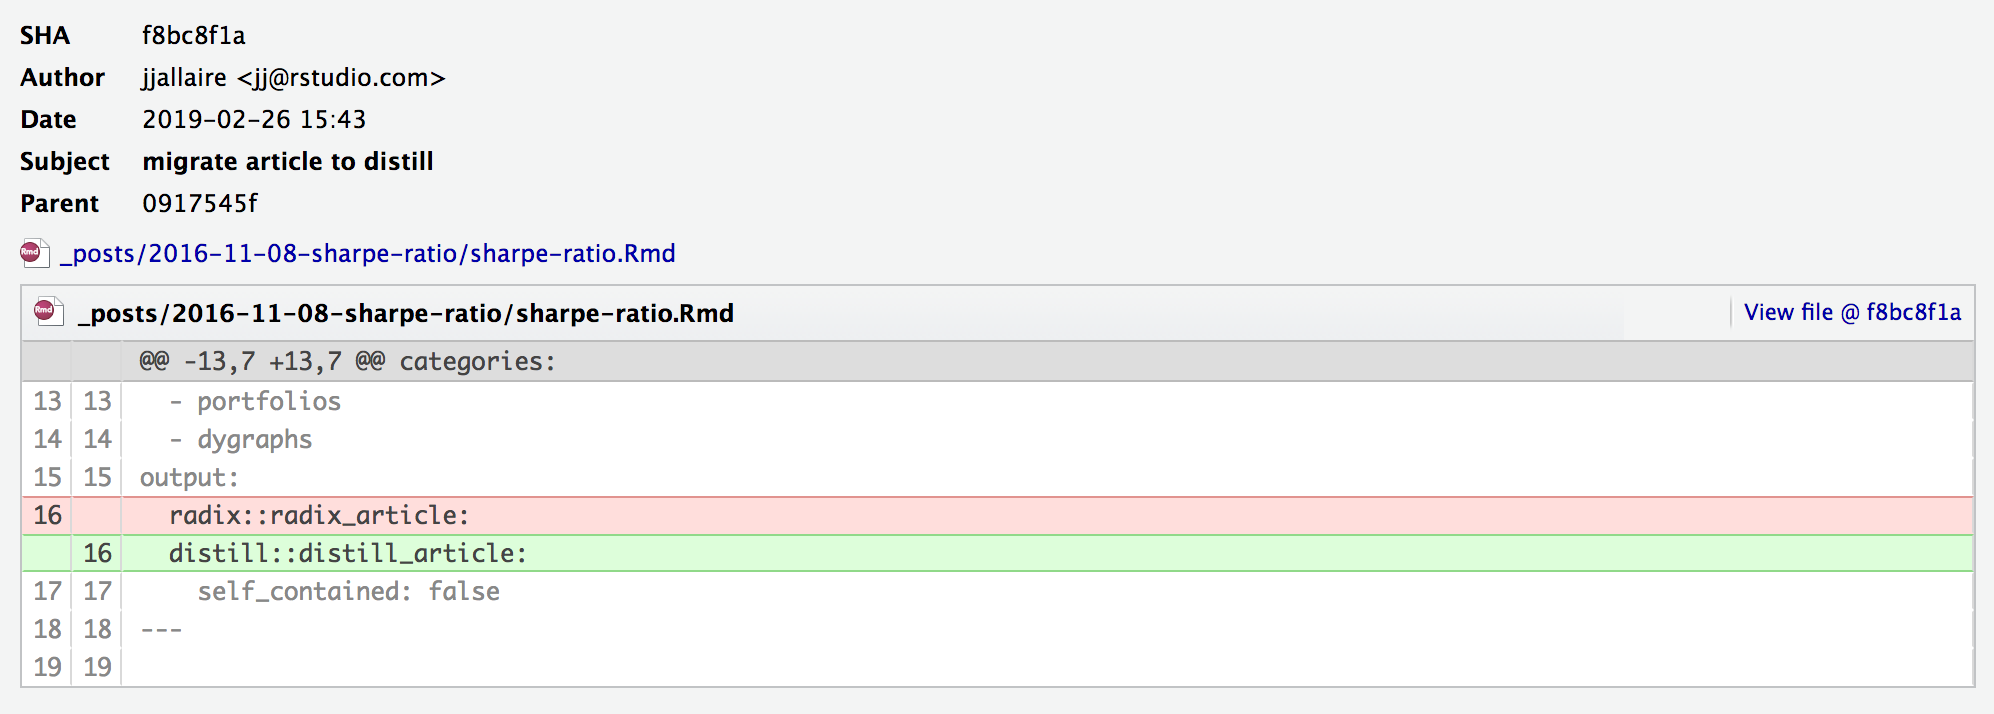 SHA f8bc8f1a
Author jjallaire <jj@rstudio.com>
Date 2019-02-26 15:43
Subject migrate article to distill
Parent 0917545f
Rmd _posts/2016-11-08-sharpe-ratio/sharpe-ratio.Rmd
Rmd _posts/2016-11-08-sharpe-ratio/sharpe-ratio.Rmd View file @ f8bc8f1a
@@ -13,7 +13,7 @@ categories:
13 13   - portfolios
14 14   - dygraphs
15 15 output:
16   radix::radix_article:
16   distill::distill_article:
17 17     self_contained: false
18 18 ---
19 19